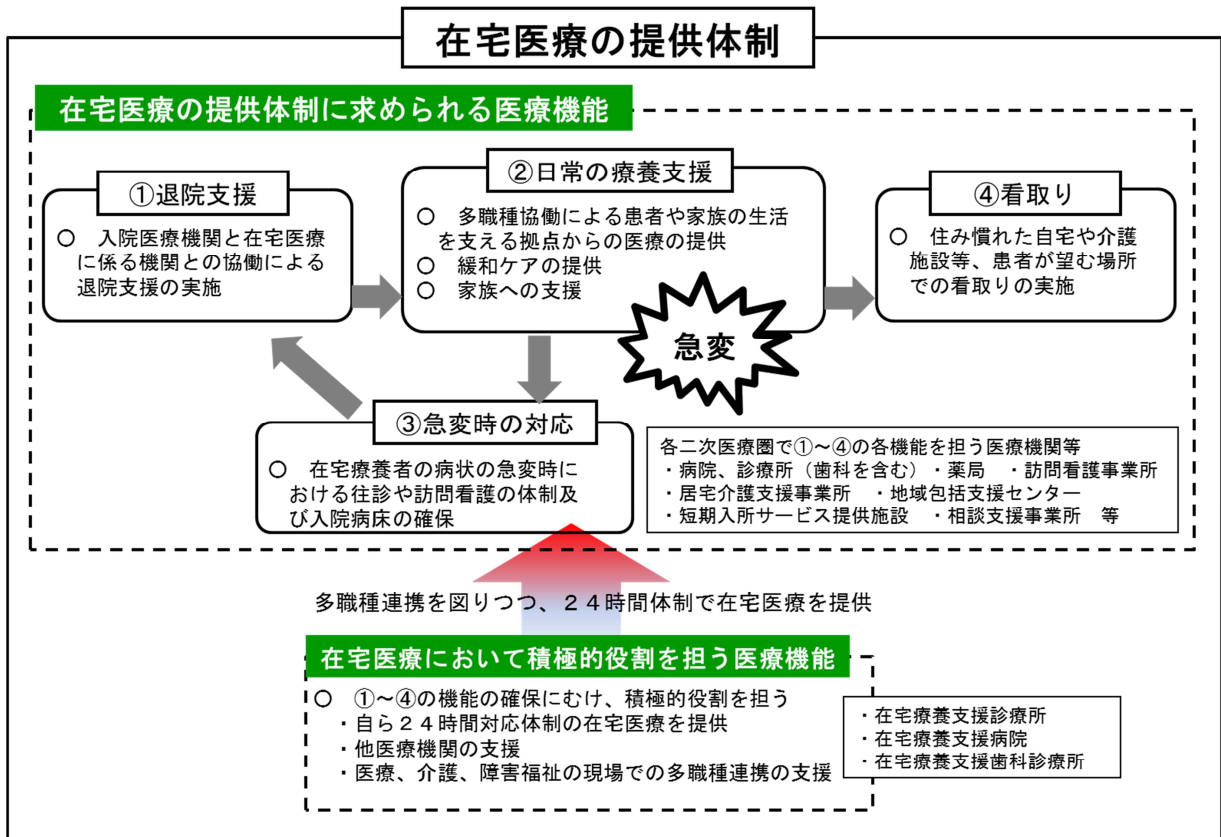 在宅医療の提供体制
在宅医療の提供体制に求められる医療機能
①退院支援
○ 入院医療機関と在宅医療
に係る機関との協働による
退院支援の実施
②日常の療養支援
○ 多職種協働による患者や家族の生活
を支える拠点からの医療の提供
○ 緩和ケアの提供
○ 家族への支援
急変
④看取り
○ 住み慣れた自宅や介護
施設等、患者が望む場所
での看取りの実施
③急変時の対応
○ 在宅療養者の病状の急変時に
おける往診や訪問看護の体制及
び入院病床の確保
各二次医療圏で①～④の各機能を担う医療機関等
・病院、診療所（歯科を含む）・薬局 ・訪問看護事業所
・居宅介護支援事業所 ・地域包括支援センター
・短期入所サービス提供施設 ・相談支援事業所 等
多職種連携を図りつつ、２４時間体制で在宅医療を提供
在宅医療において積極的役割を担う医療機能
○ ①～④の機能の確保にむけ、積極的役割を担う
・自ら２４時間対応体制の在宅医療を提供
・他医療機関の支援
・医療、介護、障害福祉の現場での多職種連携の支援
・在宅療養支援診療所
・在宅療養支援病院
・在宅療養支援歯科診療所